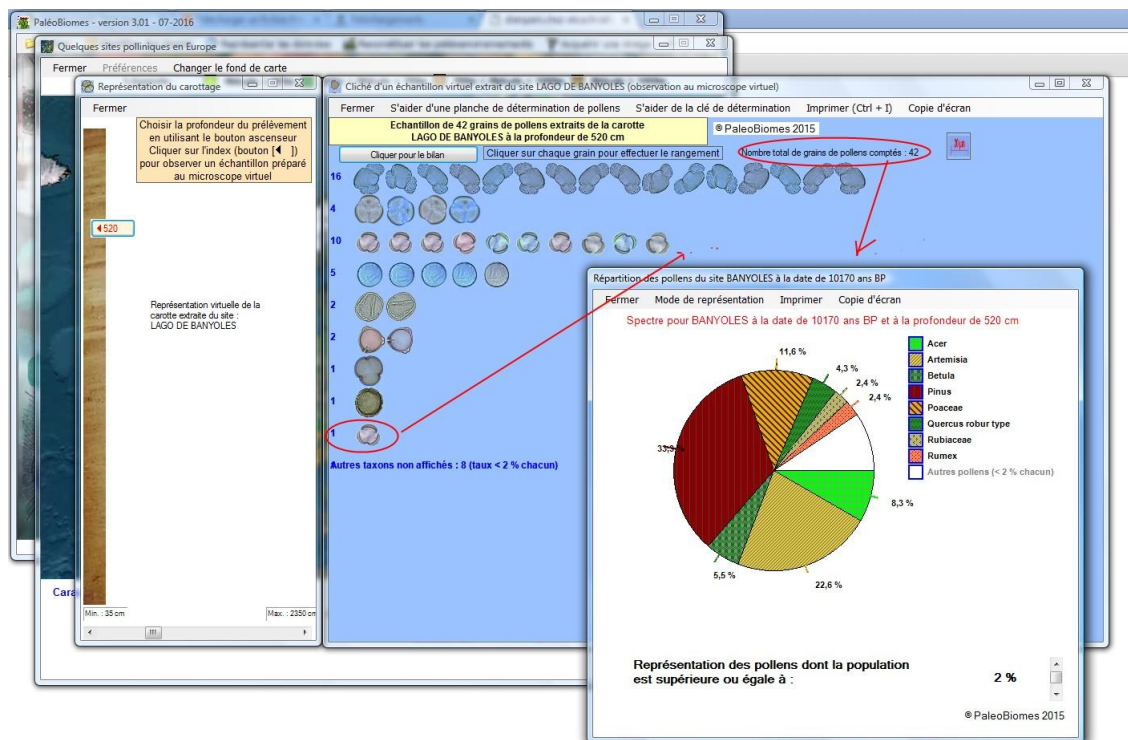 PaléoBiomes - version 3.01 - 07-2016
Quelques sites polliniques en Europe
Fermer Préférences Changer le fond de carte
Représentation du carottage
Fermer
Choisir la profondeur du prélèvement
en utilisant le bouton ascenseur
Cliquer sur l'index (bouton [◄ ])
pour observer un échantillon préparé
au microscope virtuel
◄520
Représentation virtuelle de la
carotte extraite du site :
LAGO DE BANYOLES
Min. : 35 cm
Max. : 2350 cm
Cliché d'un échantillon virtuel extrait du site LAGO DE BANYOLES (observation au microscope virtuel)
Fermer S'aider d'une planche de détermination de pollens S'aider de la clé de détermination Imprimer (Ctrl + I) Copie d'écran
Echantillon de 42 grains de pollens extraits de la carotte
LAGO DE BANYOLES à la profondeur de 520 cm
® PaleoBiomes 2015
Cliquer pour le bilan
Cliquer sur chaque grain pour effectuer le rangement
Nombre total de grains de pollens comptés : 42
16
4
10
5
2
2
1
1
1
Autres taxons non affichés : 8 (taux < 2 % chacun)
Répartition des pollens du site BANYOLES à la date de 10170 ans BP
Fermer Mode de représentation Imprimer Copie d'écran
Spectre pour BANYOLES à la date de 10170 ans BP et à la profondeur de 520 cm
11,6 %
4,3 %
2,4 %
2,4 %
33,9 %
8,3 %
5,5 %
22,6 %
Acer
Artemisia
Betula
Pinus
Poaceae
Quercus robur type
Rubiaceae
Rumex
Autres pollens (< 2 % chacun)
Représentation des pollens dont la population
est supérieure ou égale à :
2 %
® PaleoBiomes 2015